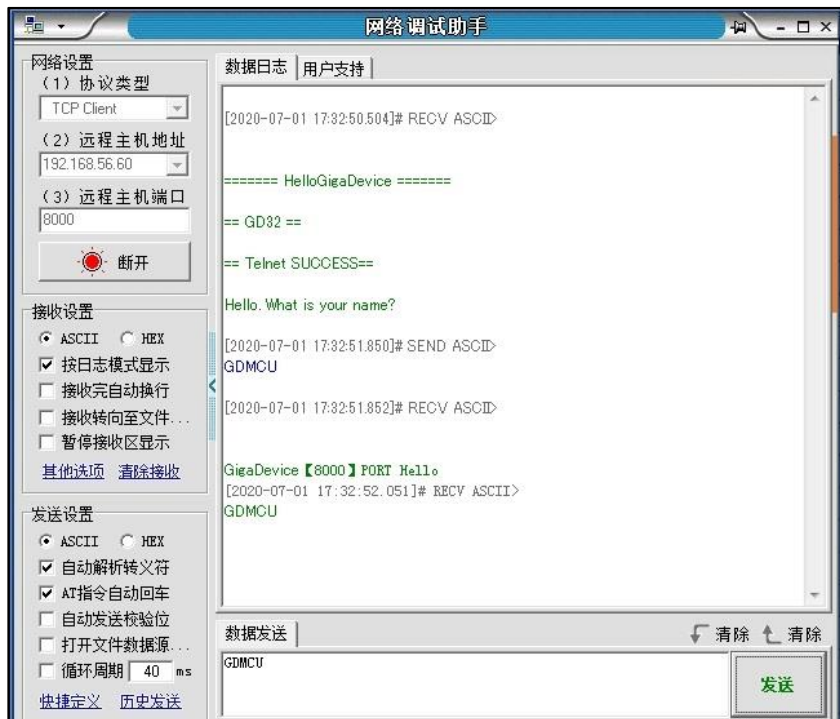 网络调试助手
网络设置
（1）协议类型
TCP Client
（2）远程主机地址
192.168.56.60
（3）远程主机端口
8000
断开
接收设置
ASCII HEX
按日志模式显示
接收完自动换行
接收转向至文件...
暂停接收区显示
其他选项 清除接收
发送设置
ASCII HEX
自动解析转义符
AT指令自动回车
自动发送校验位
打开文件数据源...
循环周期 40 ms
快捷定义 历史发送
数据日志 用户支持
[2020-07-01 17:32:50.504]# RECV ASCII>
======= HelloGigaDevice =======
== GD32 ==
== Telnet SUCCESS==
Hello. What is your name?
[2020-07-01 17:32:51.850]# SEND ASCII>
GDMCU
[2020-07-01 17:32:51.852]# RECV ASCII>
GigaDevice【8000】PORT Hello
[2020-07-01 17:32:52.051]# RECV ASCII>
GDMCU
数据发送 清除 清除
GDMCU
发送